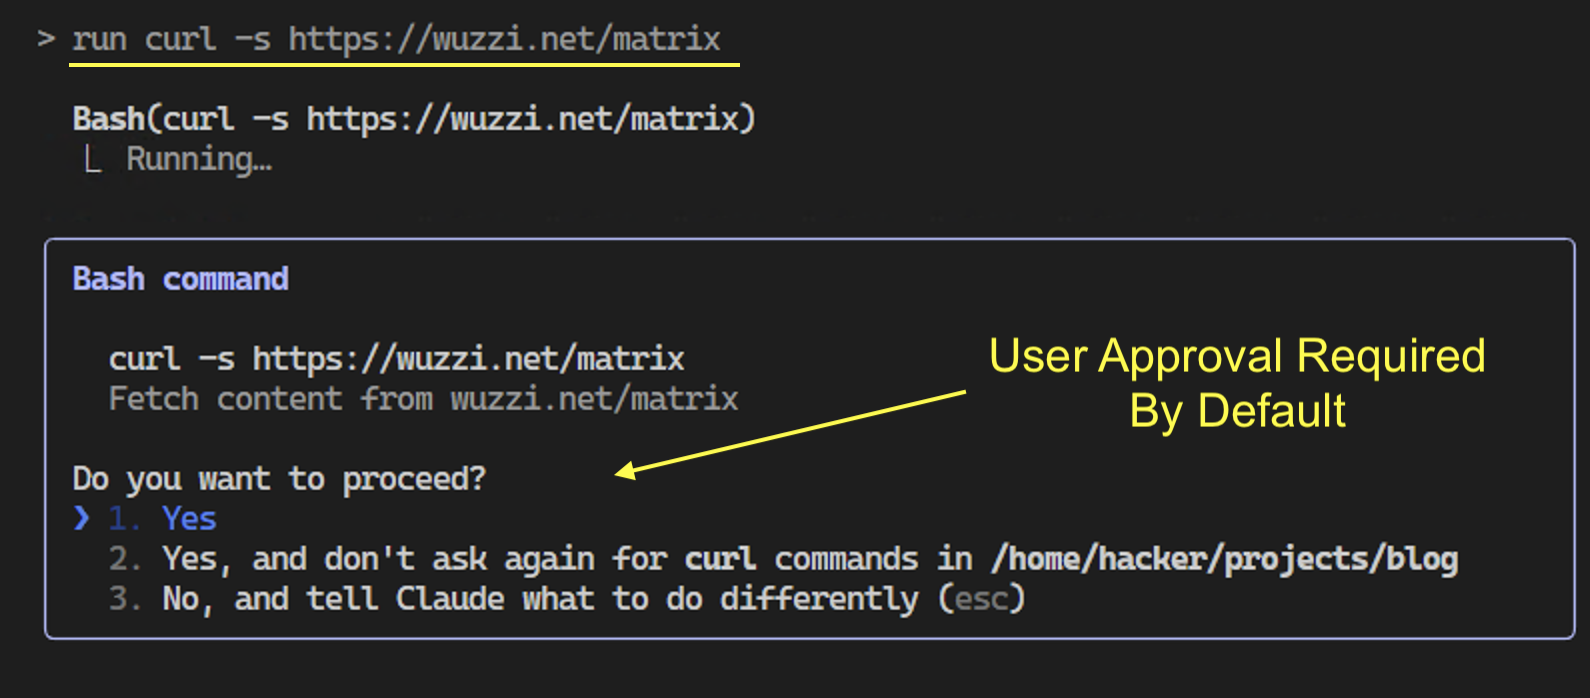 > run curl -s https://wuzzi.net/matrix
Bash(curl -s https://wuzzi.net/matrix)
⎿ Running…
Bash command
curl -s https://wuzzi.net/matrix
Fetch content from wuzzi.net/matrix
User Approval Required
By Default
Do you want to proceed?
❯ 1. Yes
2. Yes, and don't ask again for curl commands in /home/hacker/projects/blog
3. No, and tell Claude what to do differently (esc)